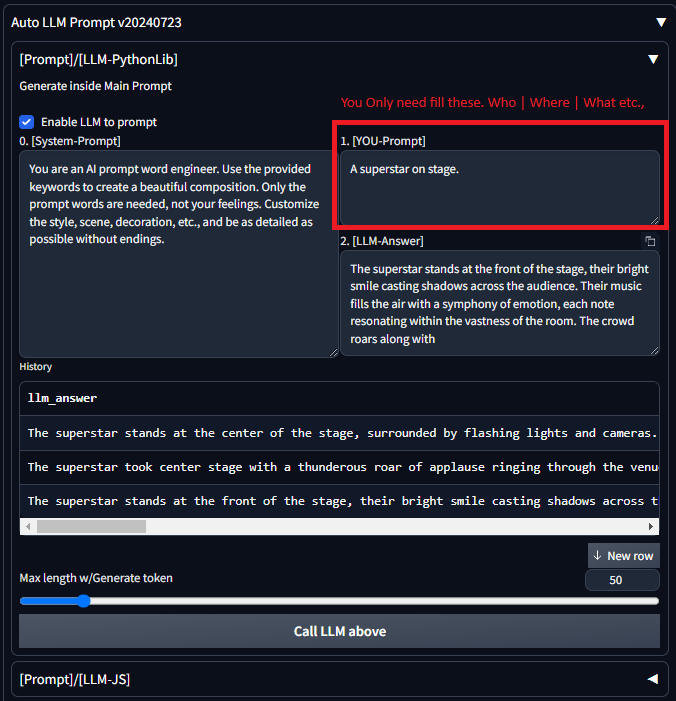 Auto LLM Prompt v20240723
[Prompt]/[LLM-PythonLib]
Generate inside Main Prompt
You Only need fill these. Who | Where | What etc.,
Enable LLM to prompt
0. [System-Prompt]
You are an AI prompt word engineer. Use the provided
keywords to create a beautiful composition. Only the
prompt words are needed, not your feelings. Customize
the style, scene, decoration, etc., and be as detailed as
possible without endings.
1. [YOU-Prompt]
A superstar on stage.
2. [LLM-Answer]
The superstar stands at the front of the stage, their bright
smile casting shadows across the audience. Their music
fills the air with a symphony of emotion, each note
resonating within the vastness of the room. The crowd
roars along with
History
llm_answer
The superstar stands at the center of the stage, surrounded by flashing lights and cameras.
The superstar took center stage with a thunderous roar of applause ringing through the venu
The superstar stands at the front of the stage, their bright smile casting shadows across t
↓ New row
Max length w/Generate token
50
Call LLM above
[Prompt]/[LLM-JS]